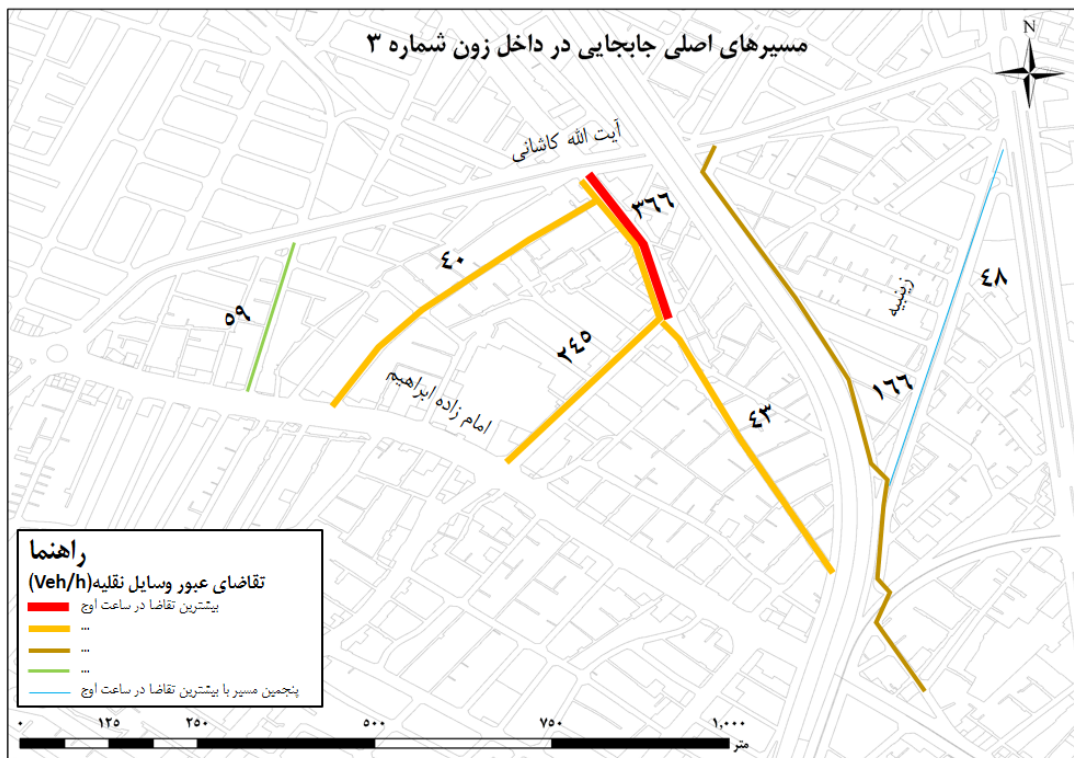 مسیرهای اصلی جابجایی در داخل زون شماره ۳
N
آیت الله کاشانی
۳۶۶
۴۰
۵۹
۴۸
زینبیه
۲۴۵
۱۶۶
امام زاده ابراهیم
۴۳
راهنما
تقاضای عبور وسایل نقلیه(Veh/h)
بیشترین تقاضا در ساعت اوج
...
...
...
پنجمین مسیر با بیشترین تقاضا در ساعت اوج
۰ ۱۲۵ ۲۵۰ ۵۰۰ ۷۵۰ ۱,۰۰۰
متر